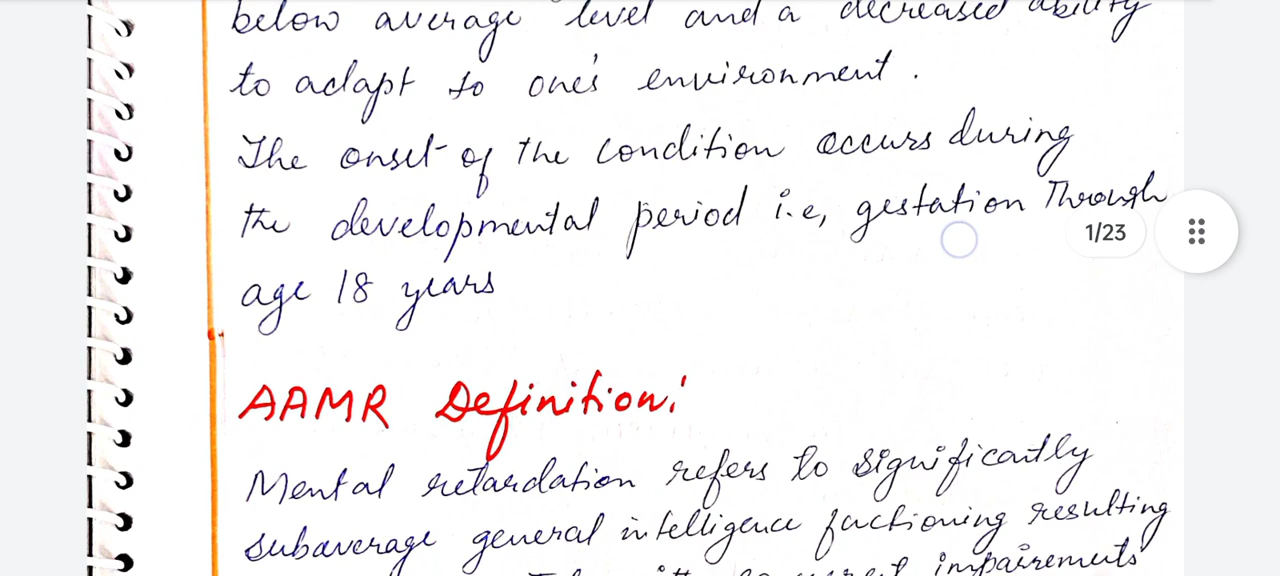 below average level and a decreased ability
to adapt to one's environment.
The onset of the condition occurs during
the developmental period i.e, gestation Through
age 18 years
1/23
AAMR Definition:
Mental retardation refers to significantly
subaverage general intelligence fuctioning resulting
impairements